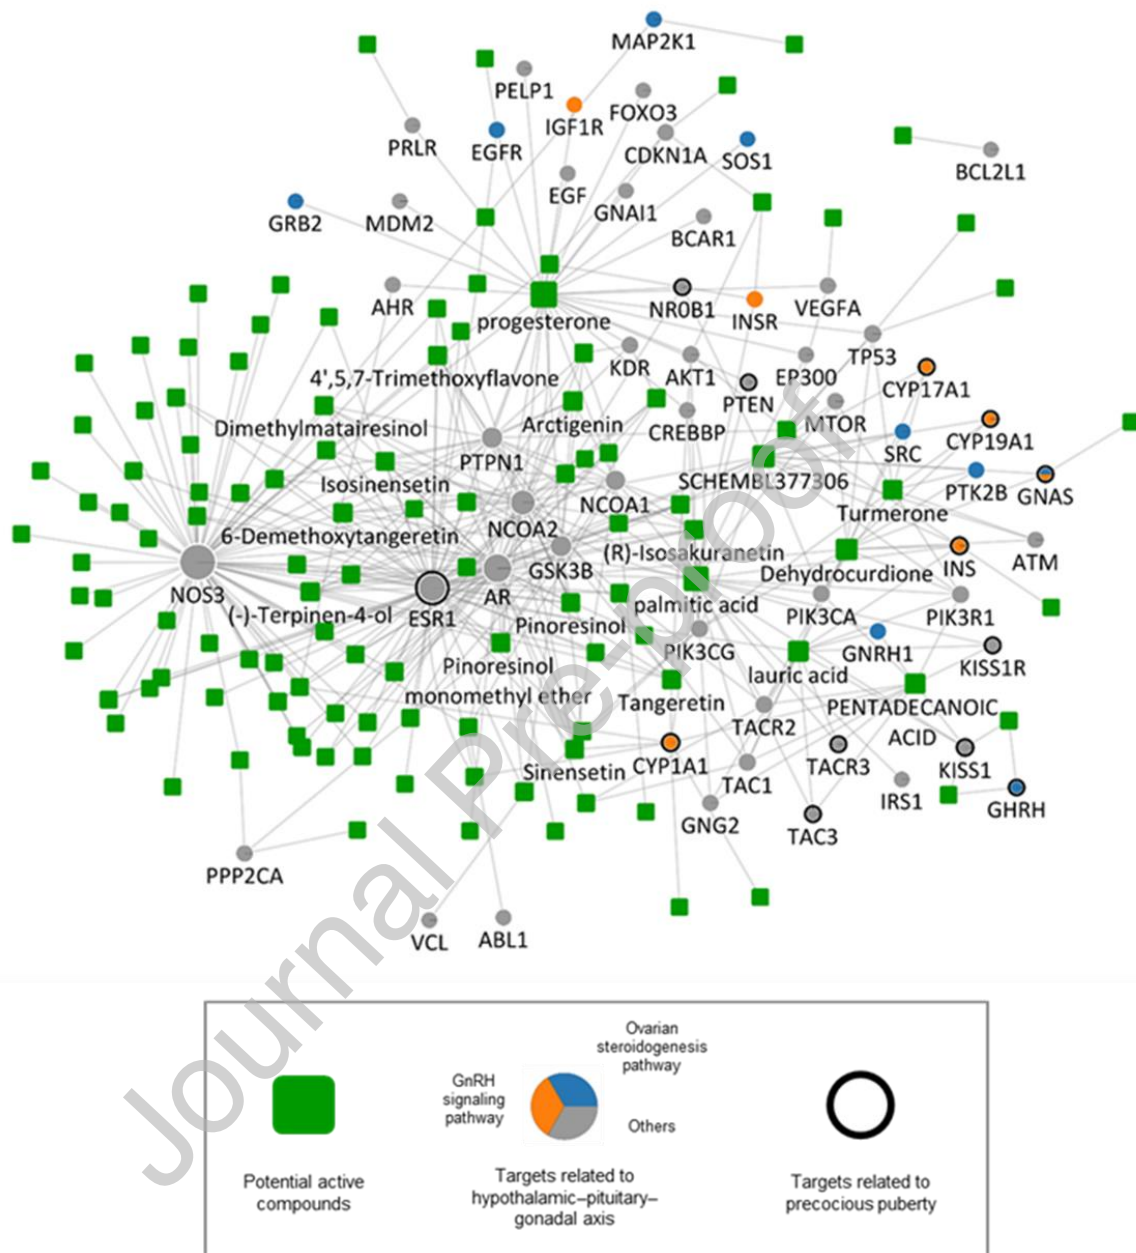 MAP2K1
PELP1
IGF1R
FOXO3
PRLR
EGFR
CDKN1A
SOS1
BCL2L1
EGF
GNAI1
GRB2
MDM2
BCAR1
AHR
NR0B1
INSR
VEGFA
progesterone
KDR
AKT1
EP300
TP53
4',5,7-Trimethoxyflavone
PTEN
CYP17A1
MTOR
Dimethylmatairesinol
Arctigenin
CREBBP
SRC
CYP19A1
PTPN1
SCHEMBL377306
PTK2B
GNAS
Isosinensetin
NCOA1
Turmerone
6-Demethoxytangeretin
NCOA2
(R)-Isosakuranetin
ATM
NOS3
GSK3B
Dehydrocurdione
INS
(-)-Terpinen-4-ol
ESR1
AR
palmitic acid
PIK3CA
PIK3R1
Pinoresinol
PIK3CG
GNRH1
KISS1R
Pinoresinol
monomethyl ether
lauric acid
Tangeretin
PENTADECANOIC
ACID
TACR2
Sinensetin
CYP1A1
TAC1
TACR3
KISS1
IRS1
GHRH
GNG2
TAC3
PPP2CA
VCL
ABL1
Journal Pre-proof
Ovarian
steroidogenesis
pathway
GnRH
signaling
pathway
Others
Potential active
compounds
Targets related to
hypothalamic–pituitary–
gonadal axis
Targets related to
precocious puberty